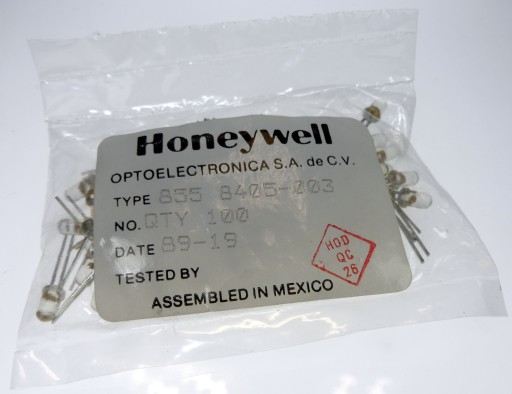 Honeywell
OPTOELECTRONICA S.A. de C.V.
TYPE 835 8405-003
NO. QTY 100
DATE 89-19
TESTED BY
HOD
QC
26
ASSEMBLED IN MEXICO